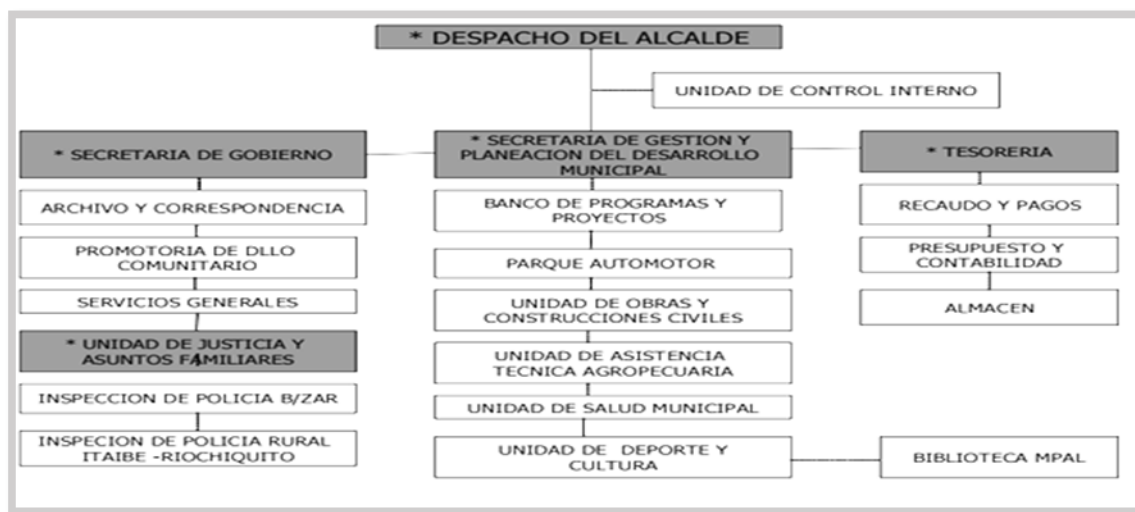 * DESPACHO DEL ALCALDE
UNIDAD DE CONTROL INTERNO
* SECRETARIA DE GOBIERNO
* SECRETARIA DE GESTION Y
PLANEACION DEL DESARROLLO
MUNICIPAL
* TESORERIA
ARCHIVO Y CORRESPONDENCIA
PROMOTORIA DE DLLO
COMUNITARIO
SERVICIOS GENERALES
* UNIDAD DE JUSTICIA Y
ASUNTOS FAMILIARES
INSPECCION DE POLICIA B/ZAR
INSPECION DE POLICIA RURAL
ITAIBE -RIOCHIQUITO
BANCO DE PROGRAMAS Y
PROYECTOS
PARQUE AUTOMOTOR
UNIDAD DE OBRAS Y
CONSTRUCCIONES CIVILES
UNIDAD DE ASISTENCIA
TECNICA AGROPECUARIA
UNIDAD DE SALUD MUNICIPAL
UNIDAD DE DEPORTE Y
CULTURA
BIBLIOTECA MPAL
RECAUDO Y PAGOS
PRESUPUESTO Y
CONTABILIDAD
ALMACEN